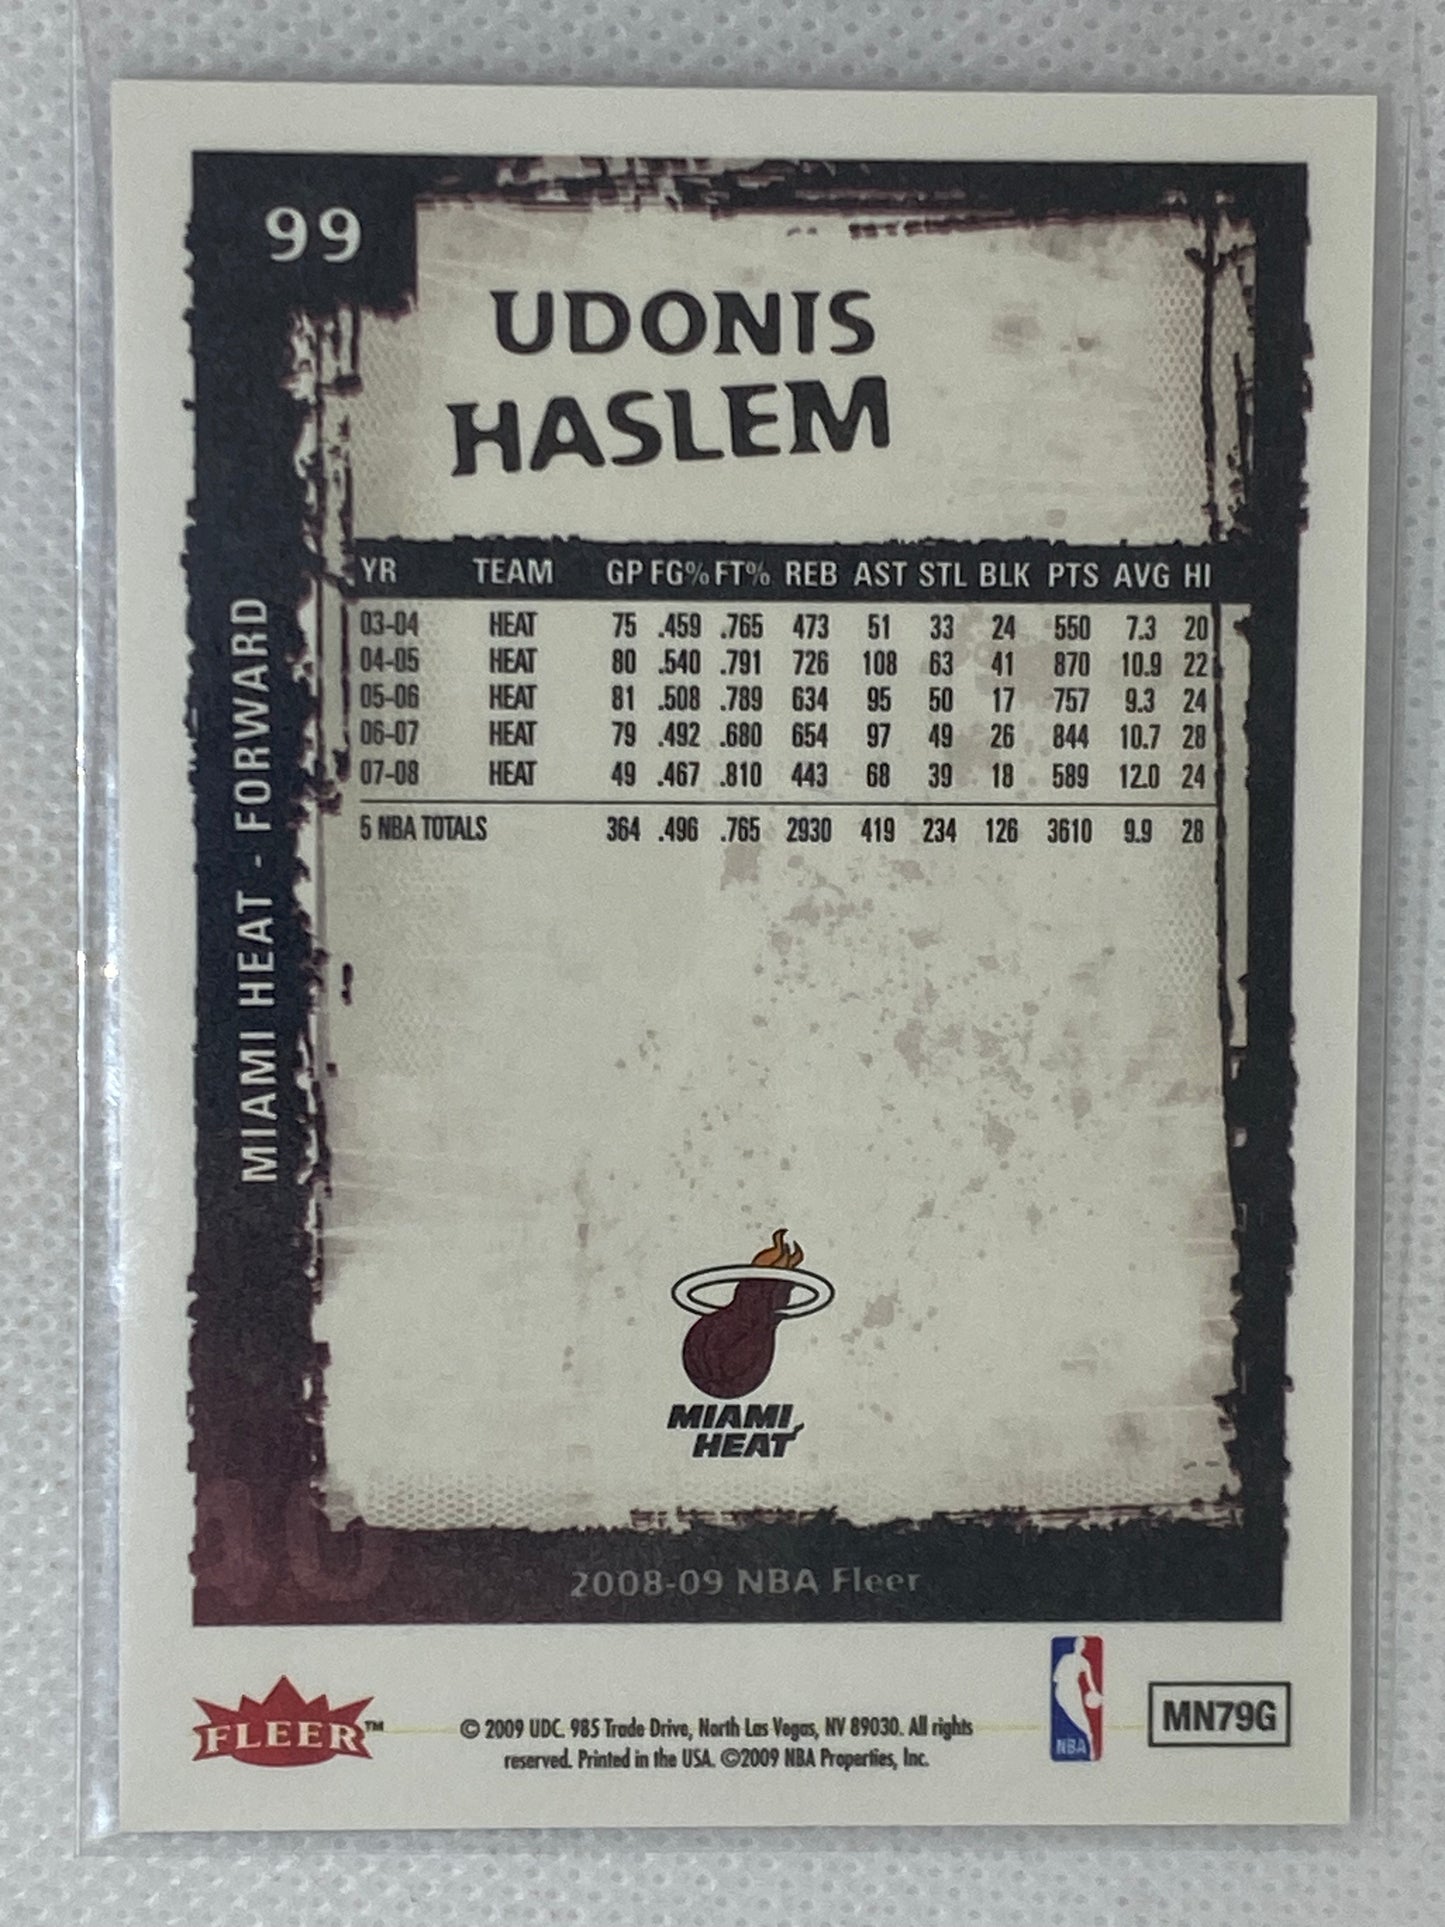 99
UDONIS
HASLEM
YR TEAM GP FG% FT% REB AST STL BLK PTS AVG HI
03-04 HEAT 75 .459 .765 473 51 33 24 550 7.3 20
04-05 HEAT 80 .540 .791 726 108 63 41 870 10.9 22
05-06 HEAT 81 .508 .789 634 95 50 17 757 9.3 24
06-07 HEAT 79 .492 .680 654 97 49 26 844 10.7 28
07-08 HEAT 49 .467 .810 443 68 39 18 589 12.0 24
5 NBA TOTALS 364 .496 .765 2930 419 234 126 3610 9.9 28
MIAMI HEAT - FORWARD
MIAMI
HEAT
40
2008-09 NBA Fleer
FLEER™
© 2009 UDC. 985 Trade Drive, North Las Vegas, NV 89030. All rights
reserved. Printed in the USA. ©2009 NBA Properties, Inc.
NBA
MN79G